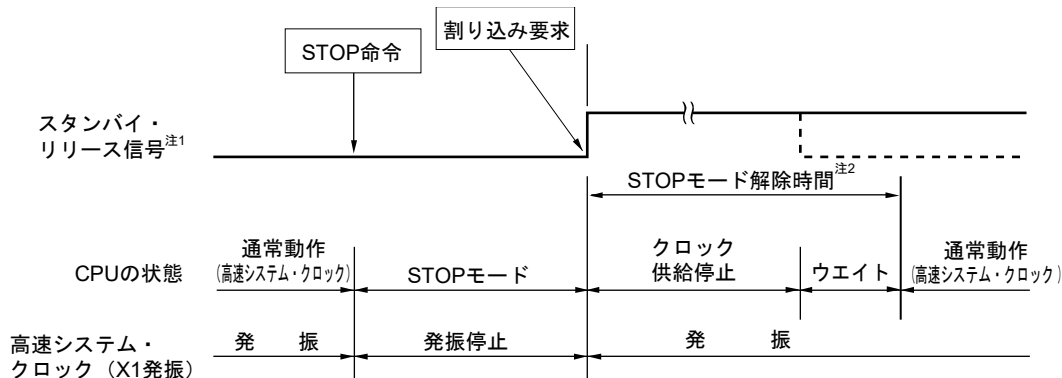 割り込み要求
STOP命令
スタンバイ・
リリース信号注1
STOPモード解除時間注2
通常動作
(高速システム・クロック)
クロック
供給停止
通常動作
(高速システム・クロック)
CPUの状態
STOPモード
ウエイト
高速システム・
クロック（X1発振）
発　振
発振停止
発　振